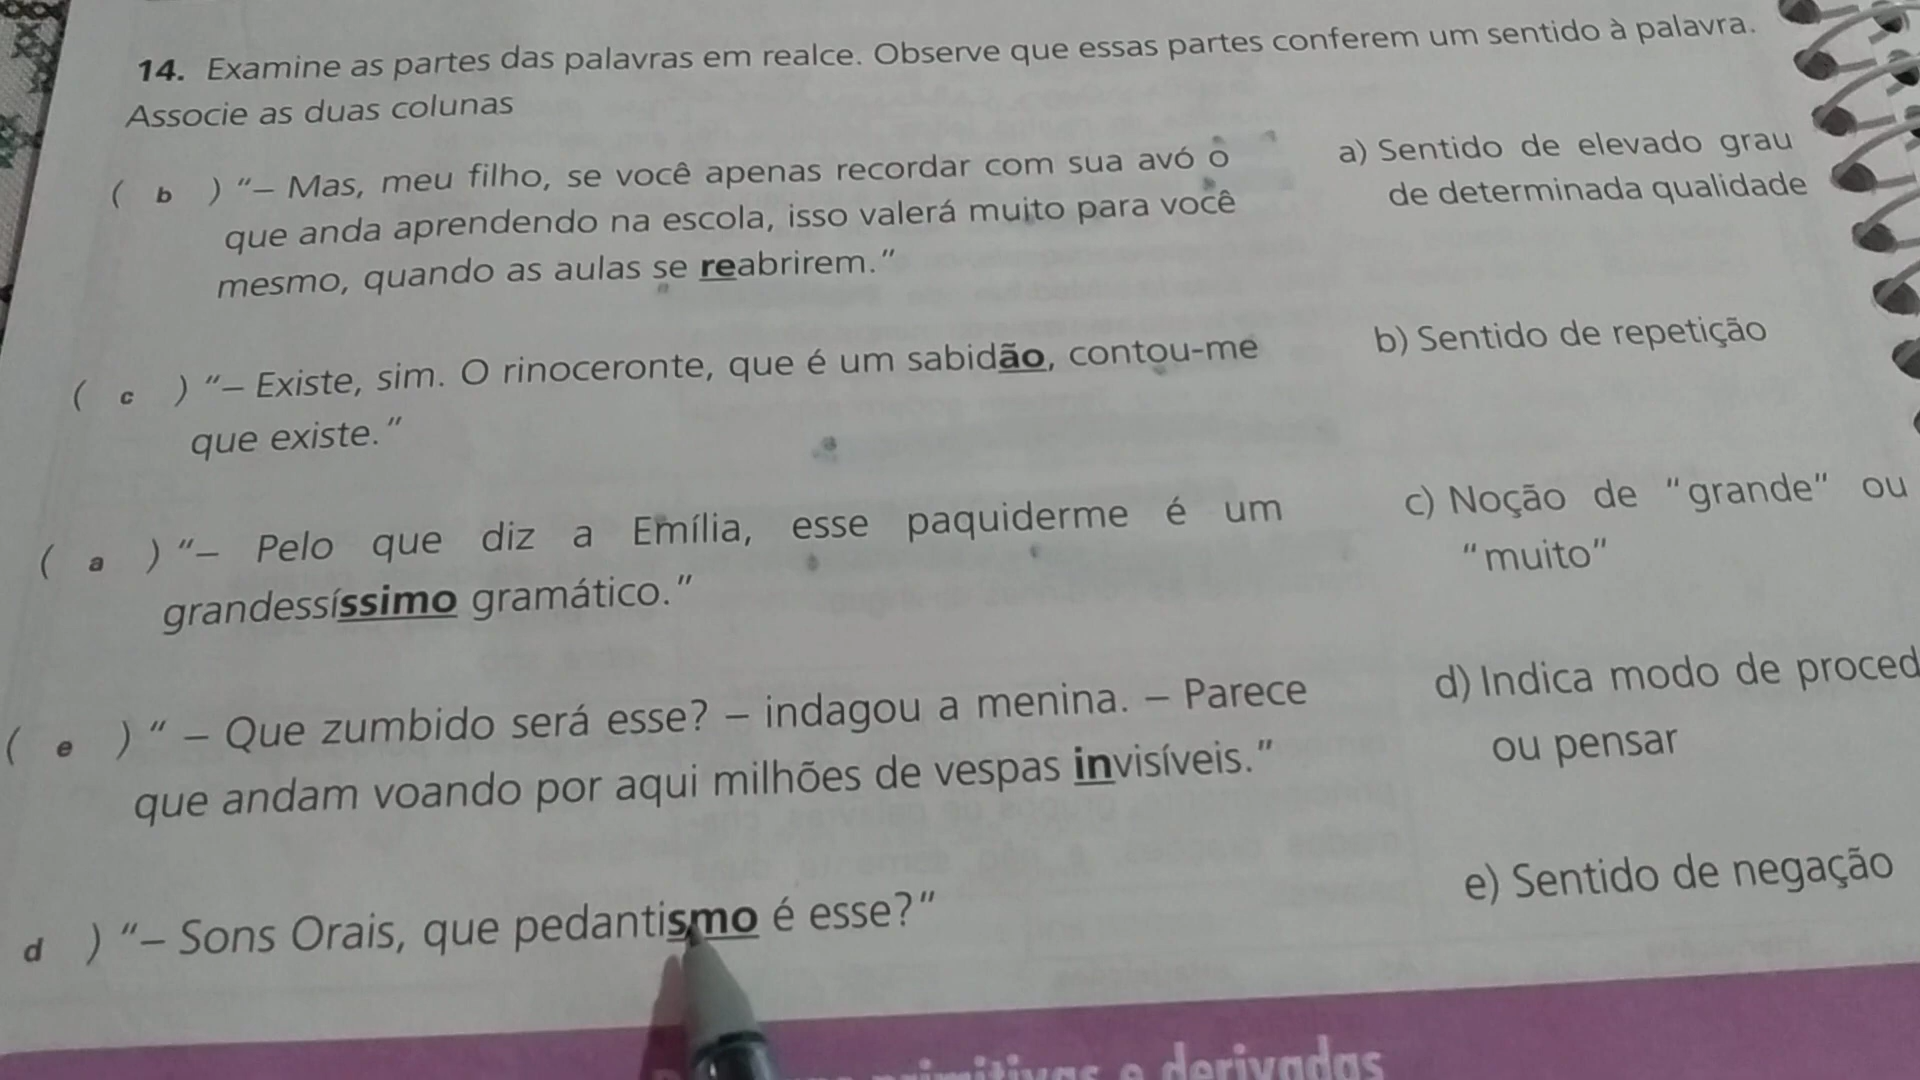 14. Examine as partes das palavras em realce. Observe que essas partes conferem um sentido à palavra.
Associe as duas colunas
( b ) “– Mas, meu filho, se você apenas recordar com sua avó o
que anda aprendendo na escola, isso valerá muito para você
mesmo, quando as aulas se reabrirem.”
( c ) “– Existe, sim. O rinoceronte, que é um sabidão, contou-me
que existe.”
( a ) “– Pelo que diz a Emília, esse paquiderme é um
grandessíssimo gramático.”
( e ) “ – Que zumbido será esse? – indagou a menina. – Parece
que andam voando por aqui milhões de vespas invisíveis.”
d ) “– Sons Orais, que pedantismo é esse?”
a) Sentido de elevado grau
de determinada qualidade
b) Sentido de repetição
c) Noção de “grande” ou
“muito”
d) Indica modo de proced
ou pensar
e) Sentido de negação
primitivas e derivadas